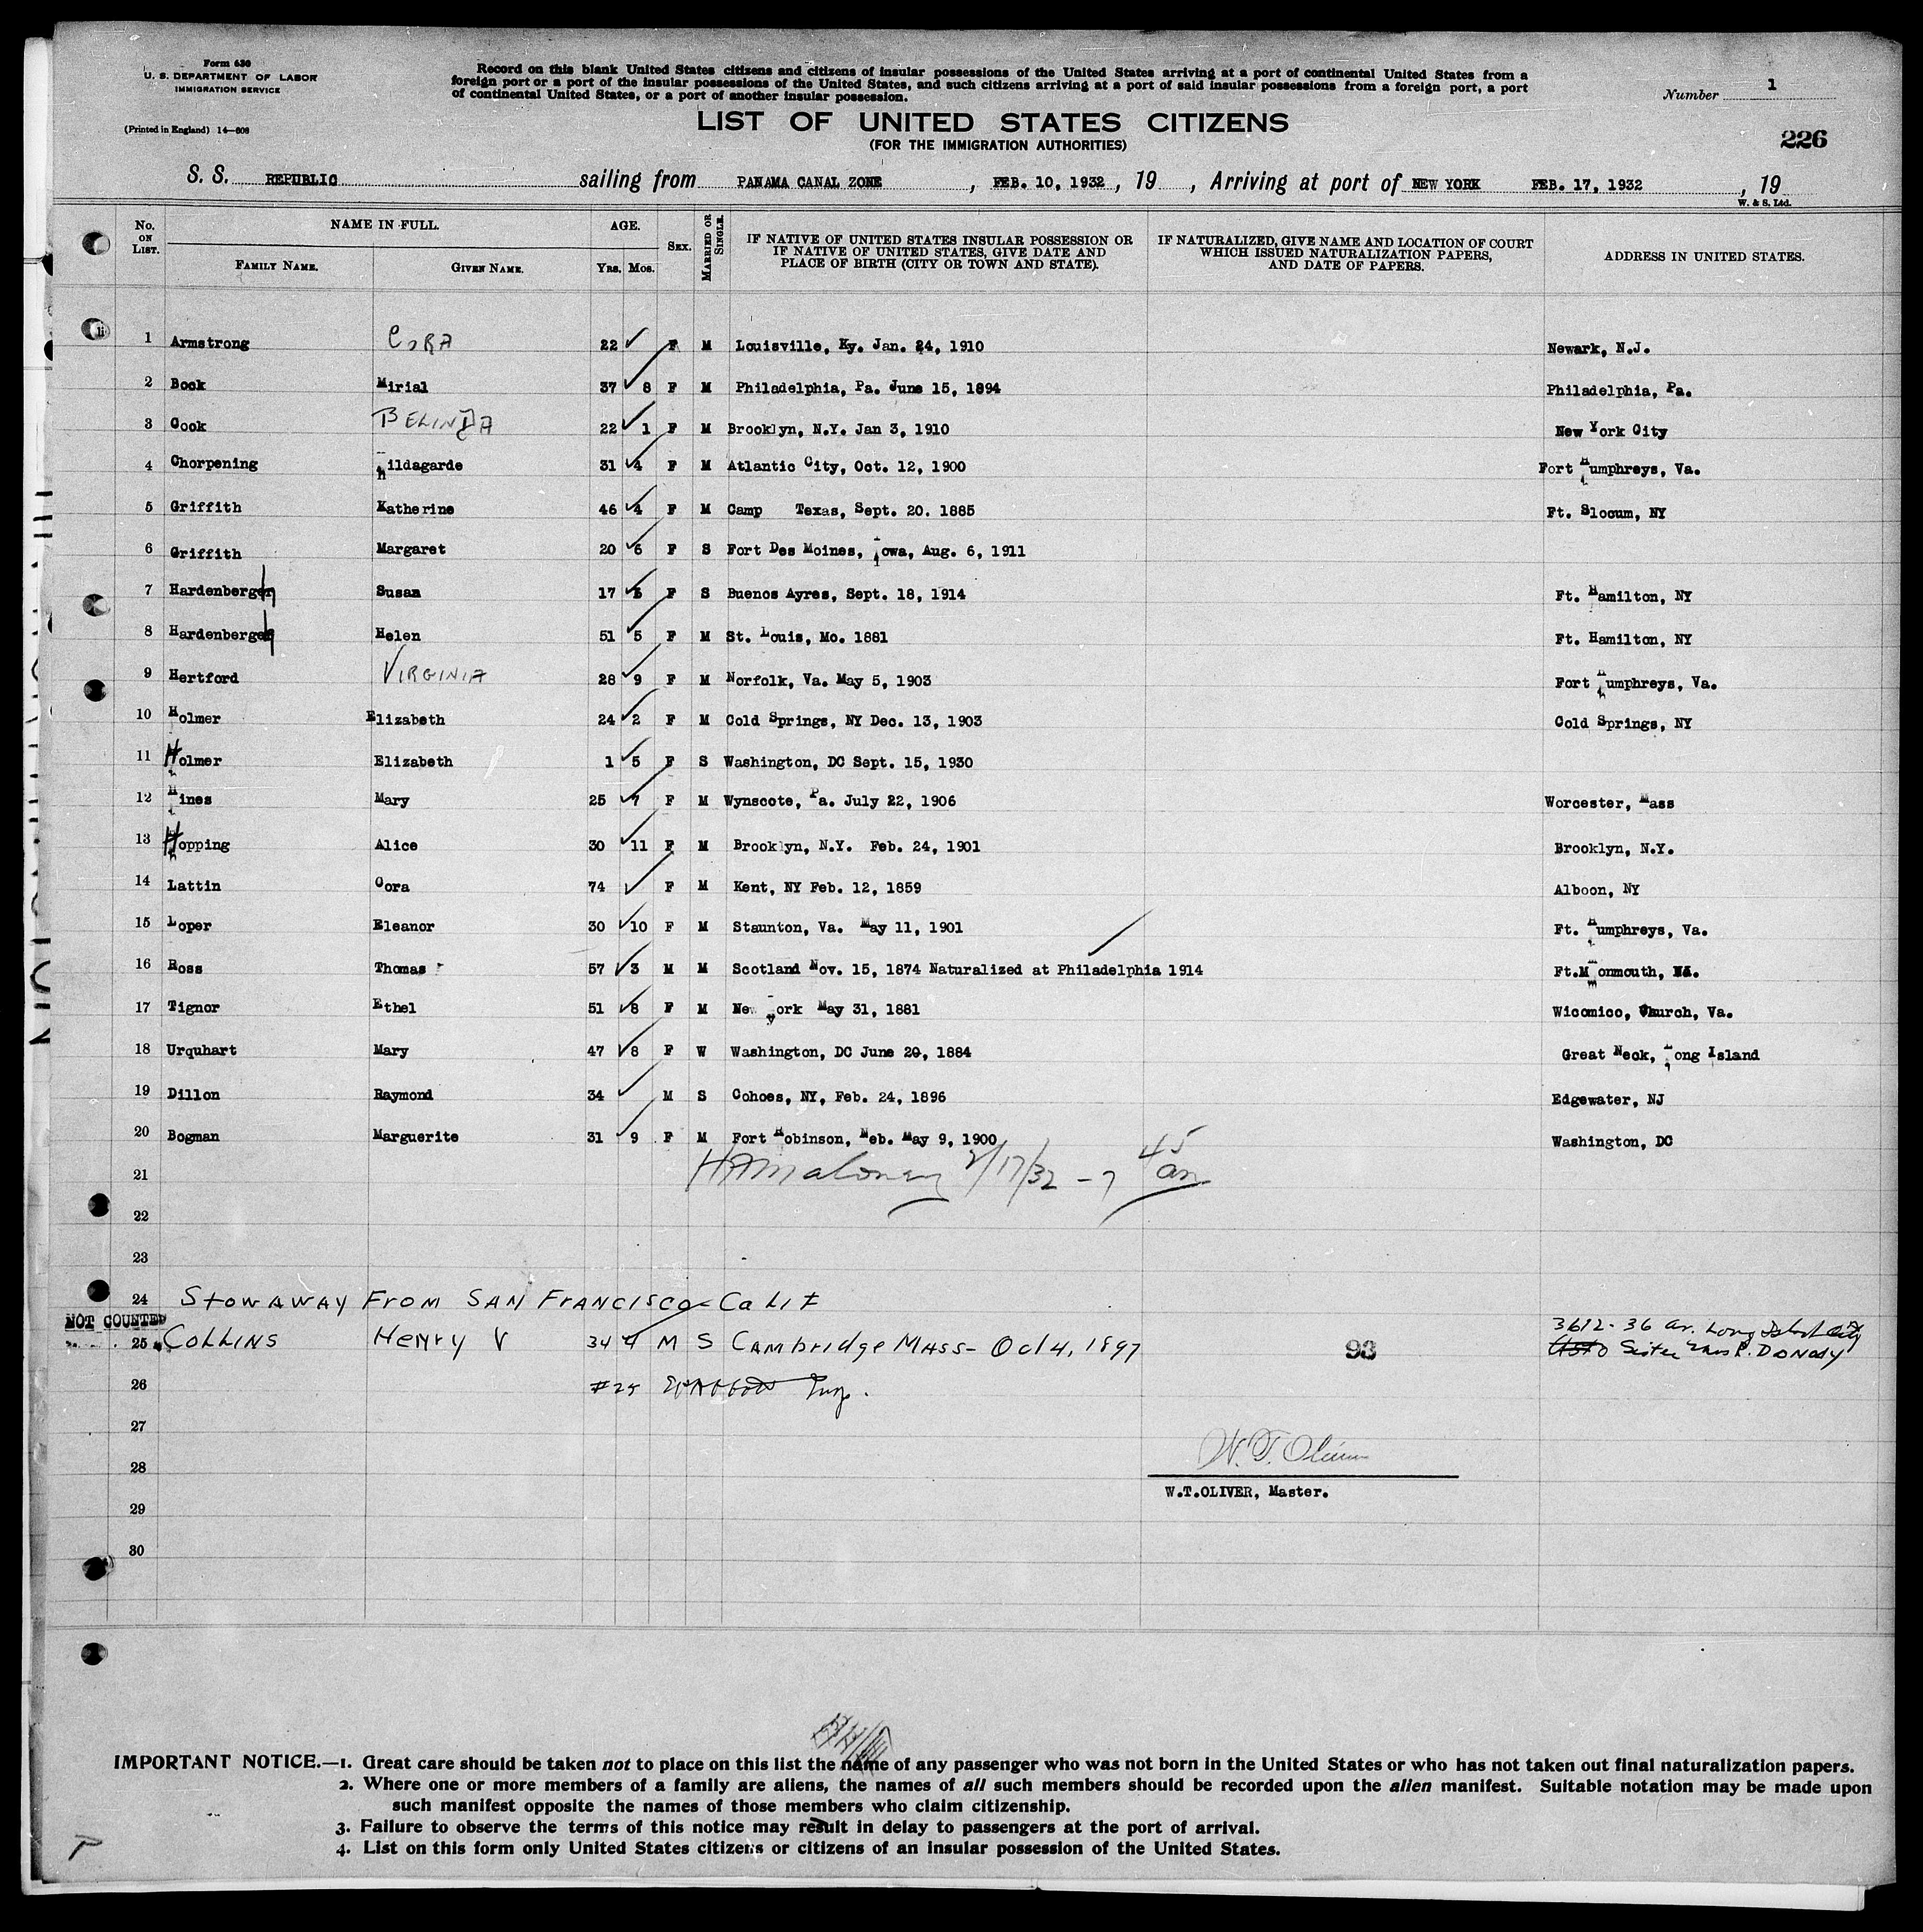 Form 630
U. S. DEPARTMENT OF LABOR
IMMIGRATION SERVICE
(Printed in England) 14—608
Record on this blank United States citizens and citizens of insular possessions of the United States arriving at a port of continental United States from a
foreign port or a port of the insular possessions of the United States, and such citizens arriving at a port of said insular possessions from a foreign port, a port
of continental United States, or a port of another insular possession.
Number 1
LIST OF UNITED STATES CITIZENS
(FOR THE IMMIGRATION AUTHORITIES)
226
S. S. REPUBLIC sailing from PANAMA CANAL ZONE, FEB. 10, 1932, 19 , Arriving at port of NEW YORK FEB. 17, 1932, 19
W. & S. Ltd.
No. ON LIST. NAME IN FULL. FAMILY NAME. GIVEN NAME. AGE. YRS. MOS. SEX. MARRIED OR SINGLE. IF NATIVE OF UNITED STATES INSULAR POSSESSION OR IF NATIVE OF UNITED STATES, GIVE DATE AND PLACE OF BIRTH (CITY OR TOWN AND STATE). IF NATURALIZED, GIVE NAME AND LOCATION OF COURT WHICH ISSUED NATURALIZATION PAPERS, AND DATE OF PAPERS. ADDRESS IN UNITED STATES.
1 Armstrong CORA 22 F M Louisville, Ky. Jan. 24, 1910 Newark, N.J.
2 Book Mirial 37 8 F M Philadelphia, Pa. June 15, 1894 Philadelphia, Pa.
3 Cook BELINDA 22 1 F M Brooklyn, N.Y. Jan 3, 1910 New York City
4 Chorpening Hildagarde 31 4 F M Atlantic City, Oct. 12, 1900 Fort Humphreys, Va.
5 Griffith Katherine 46 4 F M Camp Texas, Sept. 20. 1885 Ft. Slocum, NY
6 Griffith Margaret 20 6 F S Fort Des Moines, Iowa, Aug. 6, 1911
7 Hardenbergh Susan 17 5 F S Buenos Ayres, Sept. 18, 1914 Ft. Hamilton, NY
8 Hardenbergh Helen 51 5 F M St. Louis, Mo. 1881 Ft. Hamilton, NY
9 Hertford VIRGINIA 28 9 F M Norfolk, Va. May 5, 1903 Fort Humphreys, Va.
10 Holmer Elizabeth 24 2 F M Cold Springs, NY Dec. 13, 1903 Cold Springs, NY
11 Holmer Elizabeth 1 5 F S Washington, DC Sept. 15, 1930
12 Hines Mary 25 7 F M Wynscote, Pa. July 22, 1906 Worcester, Mass
13 Hopping Alice 30 11 F M Brooklyn, N.Y. Feb. 24, 1901 Brooklyn, N.Y.
14 Lattin Cora 74 F M Kent, NY Feb. 12, 1859 Alboon, NY
15 Loper Eleanor 30 10 F M Staunton, Va. May 11, 1901 Ft. Humphreys, Va.
16 Ross Thomas 57 3 M M Scotland Nov. 15, 1874 Naturalized at Philadelphia 1914 Ft. Monmouth,
17 Tignor Ethel 51 8 F M New York May 31, 1881 Wicomico, Church, Va.
18 Urquhart Mary 47 8 F W Washington, DC June 20, 1884 Great Neck, Long Island
19 Dillon Raymond 34 M S Cohoes, NY, Feb. 24, 1896 Edgewater, NJ
20 Bogman Marguerite 31 9 F M Fort Robinson, Neb. May 9, 1900 Washington, DC
21 HAMaloney 2/17/32 – 7 45 am
22
23
24 Stowaway From SAN FrANCISCO – CaLif
NOT COUNTED
25 COLLINS Henry V 34 4 M S CAMbridge MASS – Oct 4, 1897 93 3612 - 36 av. Long Island City
Sister Mrs
26 #25
27
28
W. T. Oliver
W.T.OLIVER, Master.
29
30
IMPORTANT NOTICE.—1. Great care should be taken not to place on this list the name of any passenger who was not born in the United States or who has not taken out final naturalization papers.
2. Where one or more members of a family are aliens, the names of all such members should be recorded upon the alien manifest. Suitable notation may be made upon
such manifest opposite the names of those members who claim citizenship.
3. Failure to observe the terms of this notice may result in delay to passengers at the port of arrival.
4. List on this form only United States citizens or citizens of an insular possession of the United States.